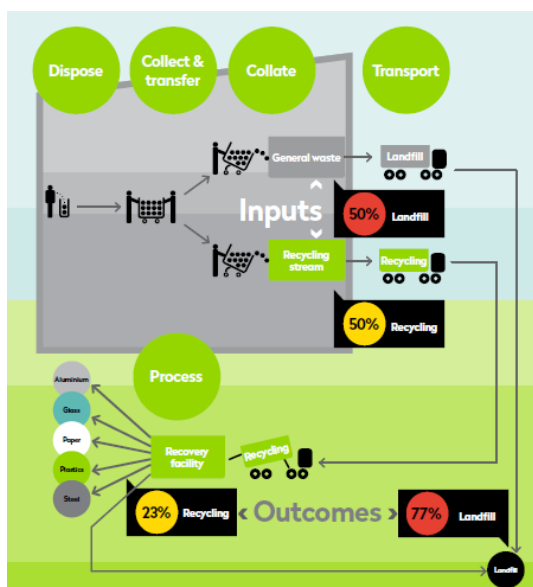 Dispose
Collect &
transfer
Collate
Transport
General waste
Landfill
Inputs
50% Landfill
Recycling
stream
Recycling
50% Recycling
Process
Aluminium
Glass
Paper
Plastics
Steel
Recovery
facility
Recycling
23% Recycling
Outcomes
77% Landfill
Landfill